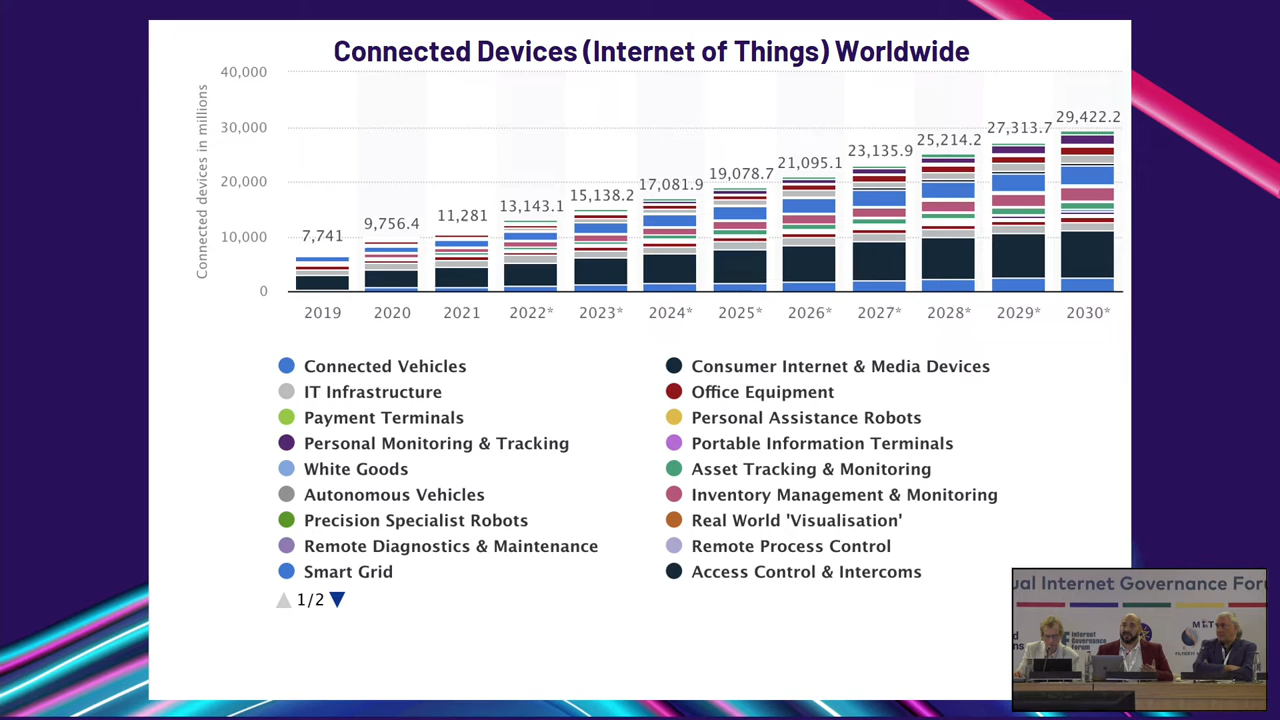 Connected Devices (Internet of Things) Worldwide
Connected devices in millions
40,000
30,000
20,000
10,000
0
7,741
9,756.4
11,281
13,143.1
15,138.2
17,081.9
19,078.7
21,095.1
23,135.9
25,214.2
27,313.7
29,422.2
2019 2020 2021 2022* 2023* 2024* 2025* 2026* 2027* 2028* 2029* 2030*
Connected Vehicles
Consumer Internet & Media Devices
IT Infrastructure
Office Equipment
Payment Terminals
Personal Assistance Robots
Personal Monitoring & Tracking
Portable Information Terminals
White Goods
Asset Tracking & Monitoring
Autonomous Vehicles
Inventory Management & Monitoring
Precision Specialist Robots
Real World 'Visualisation'
Remote Diagnostics & Maintenance
Remote Process Control
Smart Grid
Access Control & Intercoms
1/2
ual Internet Governance Foru
Internet
Governance
Forum